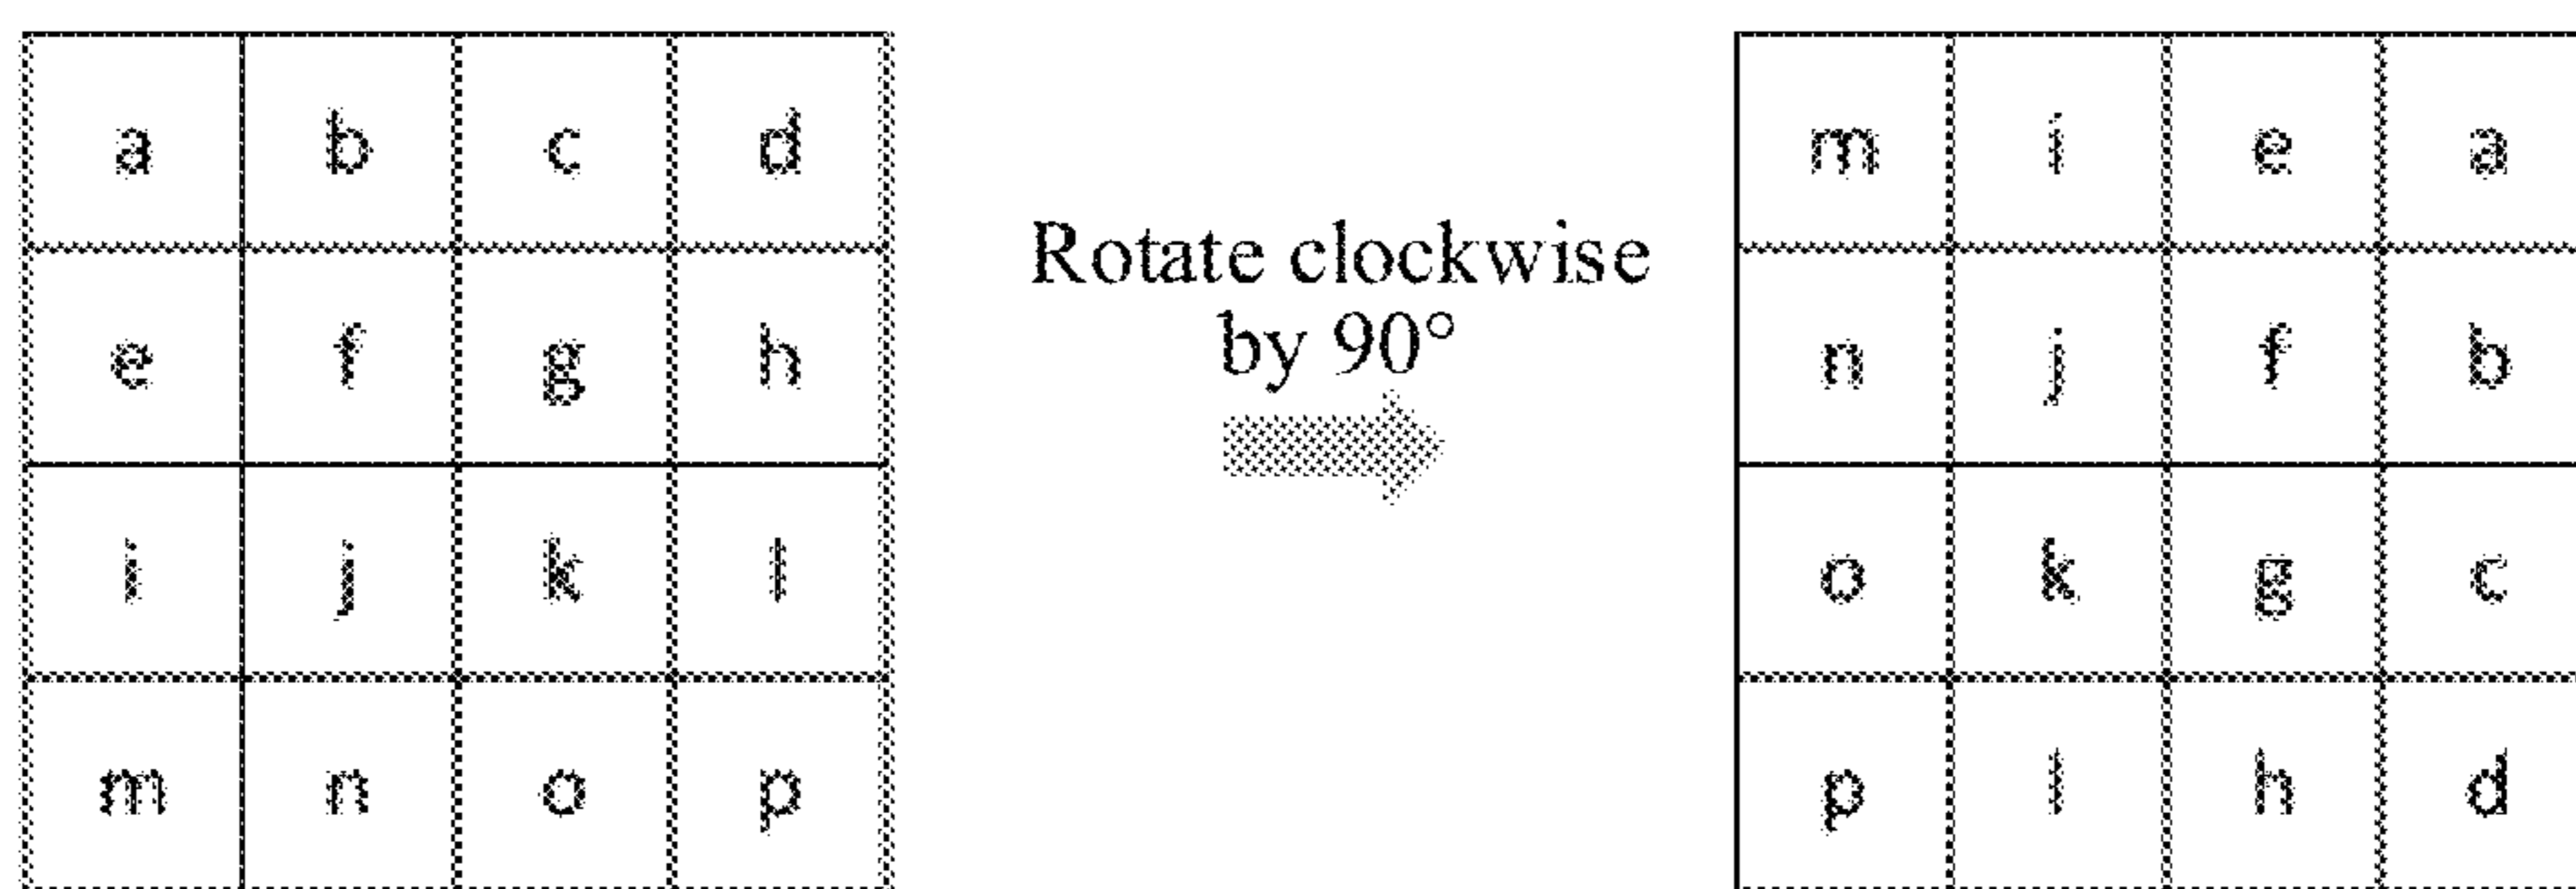 a b c d
e f g h
i j k l
m n o p
Rotate clockwise
by 90°
m i e a
n j f b
o k g c
p l h d